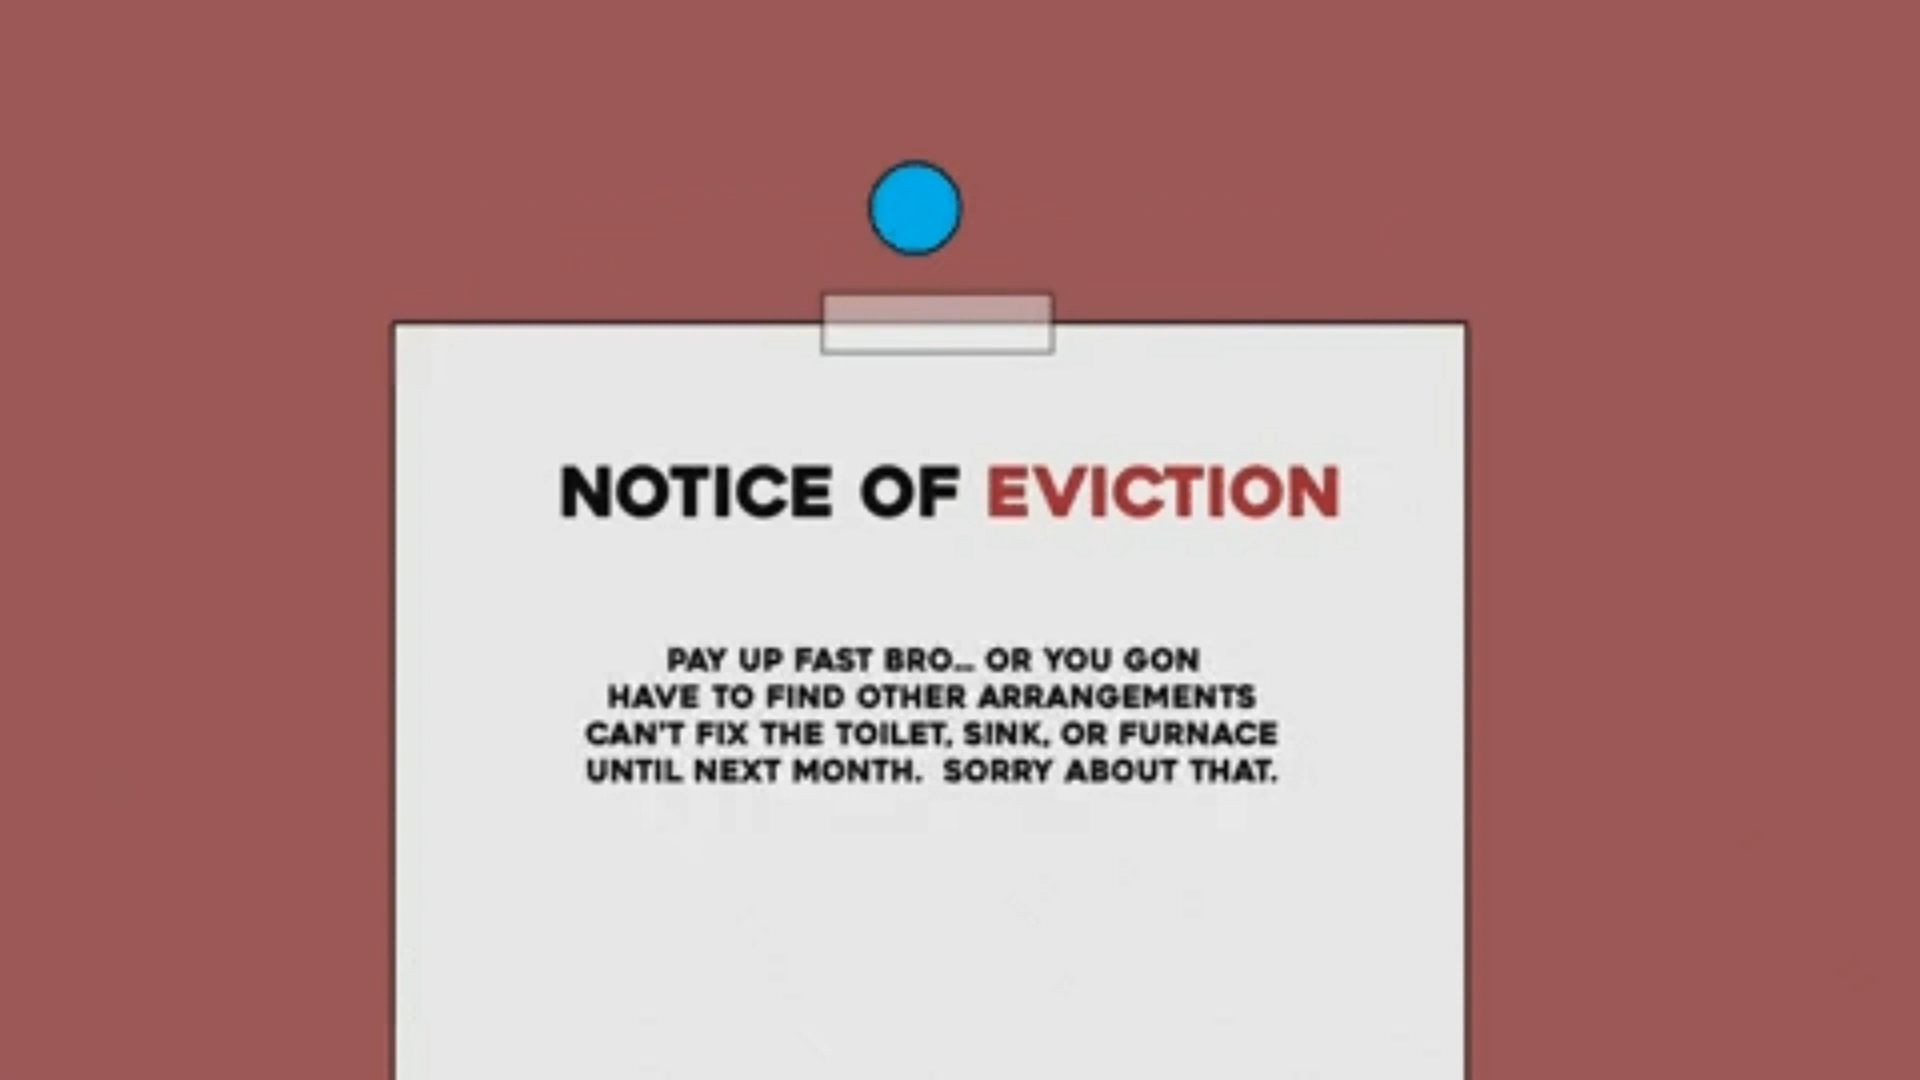 NOTICE OF EVICTION
PAY UP FAST BRO... OR YOU GON
HAVE TO FIND OTHER ARRANGEMENTS
CAN'T FIX THE TOILET, SINK, OR FURNACE
UNTIL NEXT MONTH.  SORRY ABOUT THAT.